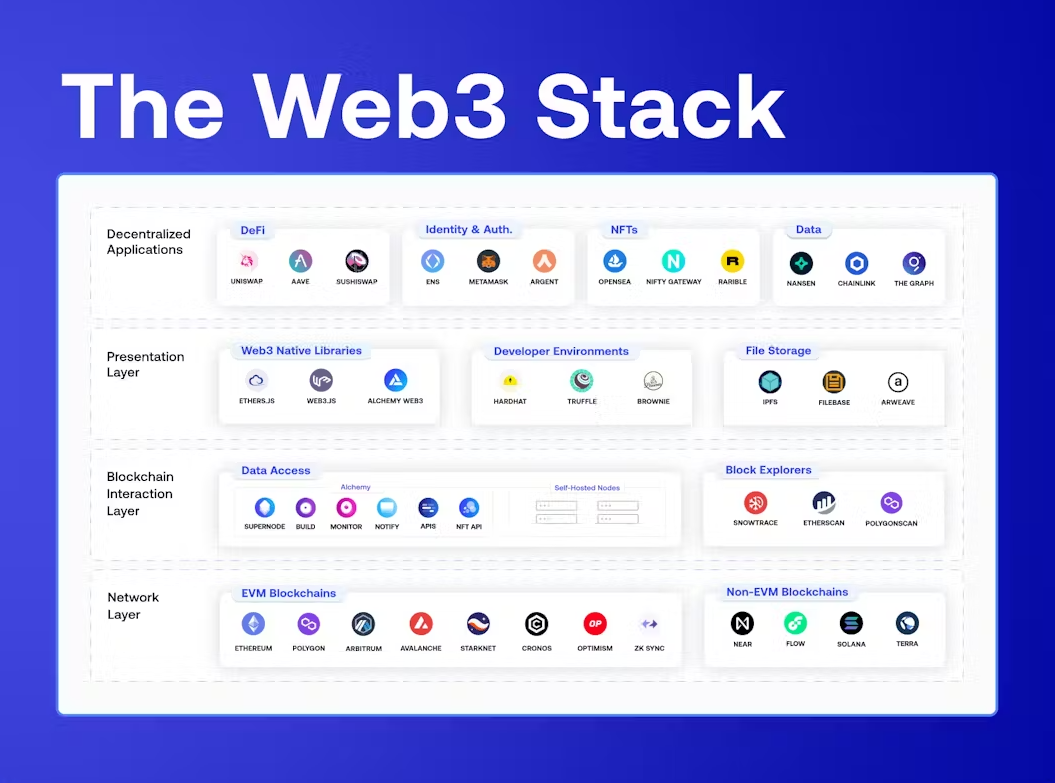 The Web3 Stack
Decentralized
Applications
DeFi
UNISWAP
AAVE
SUSHISWAP
Identity & Auth.
ENS
METAMASK
ARGENT
NFTs
OPENSEA
NIFTY GATEWAY
RARIBLE
Data
NANSEN
CHAINLINK
THE GRAPH
Presentation
Layer
Web3 Native Libraries
ETHERS.JS
WEB3.JS
ALCHEMY WEB3
Developer Environments
HARDHAT
TRUFFLE
BROWNIE
File Storage
IPFS
FILEBASE
a
ARWEAVE
Blockchain
Interaction
Layer
Data Access
Alchemy
SUPERNODE
BUILD
MONITOR
NOTIFY
APIS
NFT API
Self-Hosted Nodes
Block Explorers
SNOWTRACE
ETHERSCAN
POLYGONSCAN
Network
Layer
EVM Blockchains
ETHEREUM
POLYGON
ARBITRUM
AVALANCHE
STARKNET
CRONOS
OP
OPTIMISM
ZK SYNC
Non-EVM Blockchains
NEAR
FLOW
SOLANA
TERRA